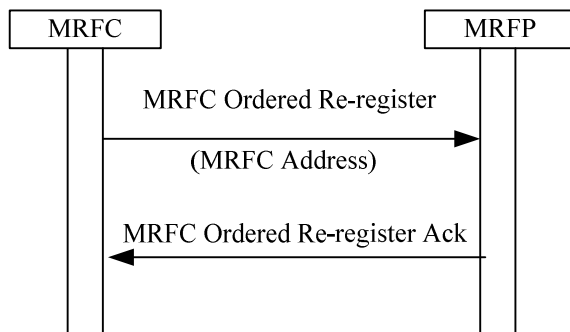 MRFC
MRFP
MRFC Ordered Re-register
(MRFC Address)
MRFC Ordered Re-register Ack